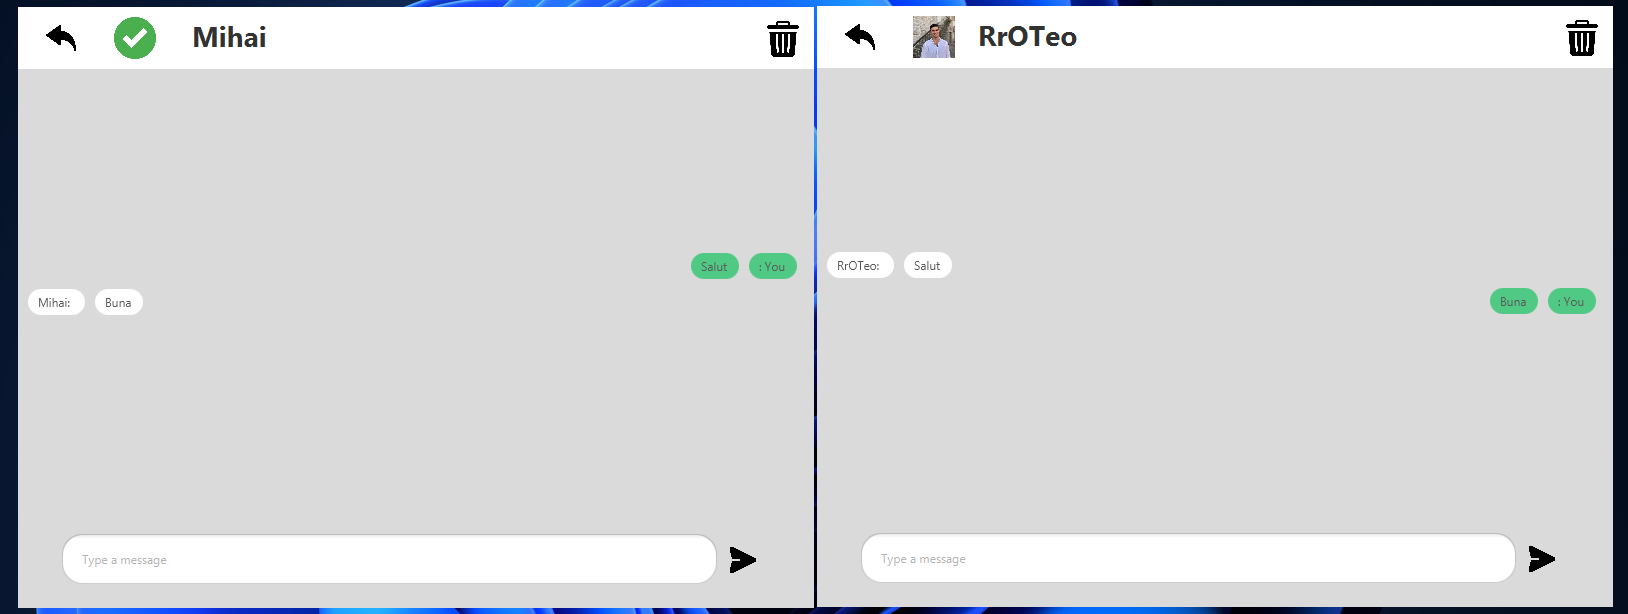 Mihai
Salut : You
Mihai: Buna
Type a message
RrOTeo
RrOTeo: Salut
Buna : You
Type a message